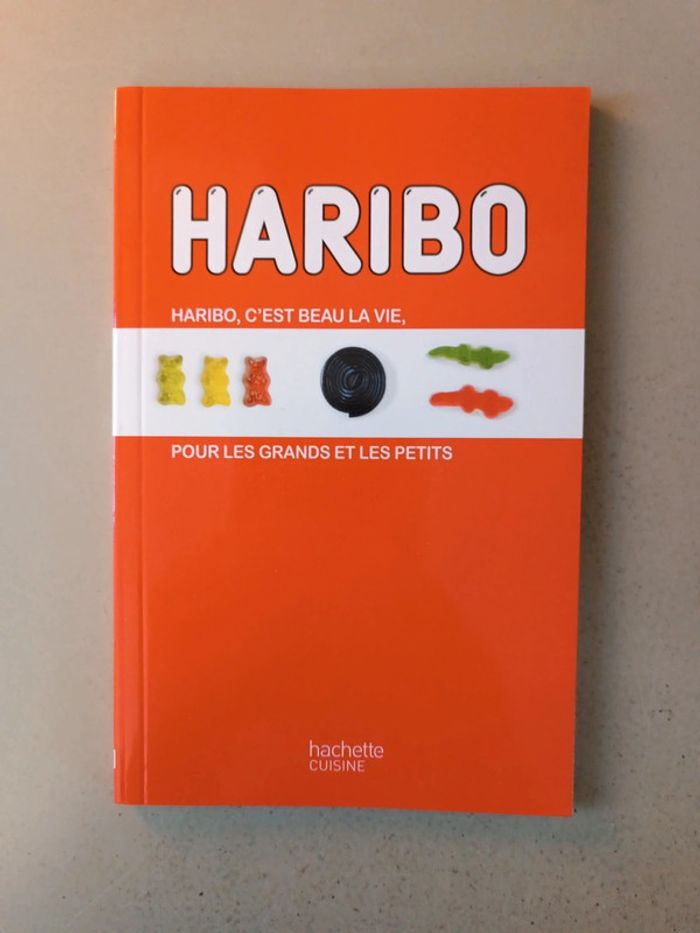 HARIBO
HARIBO, C'EST BEAU LA VIE,
POUR LES GRANDS ET LES PETITS
hachette
CUISINE